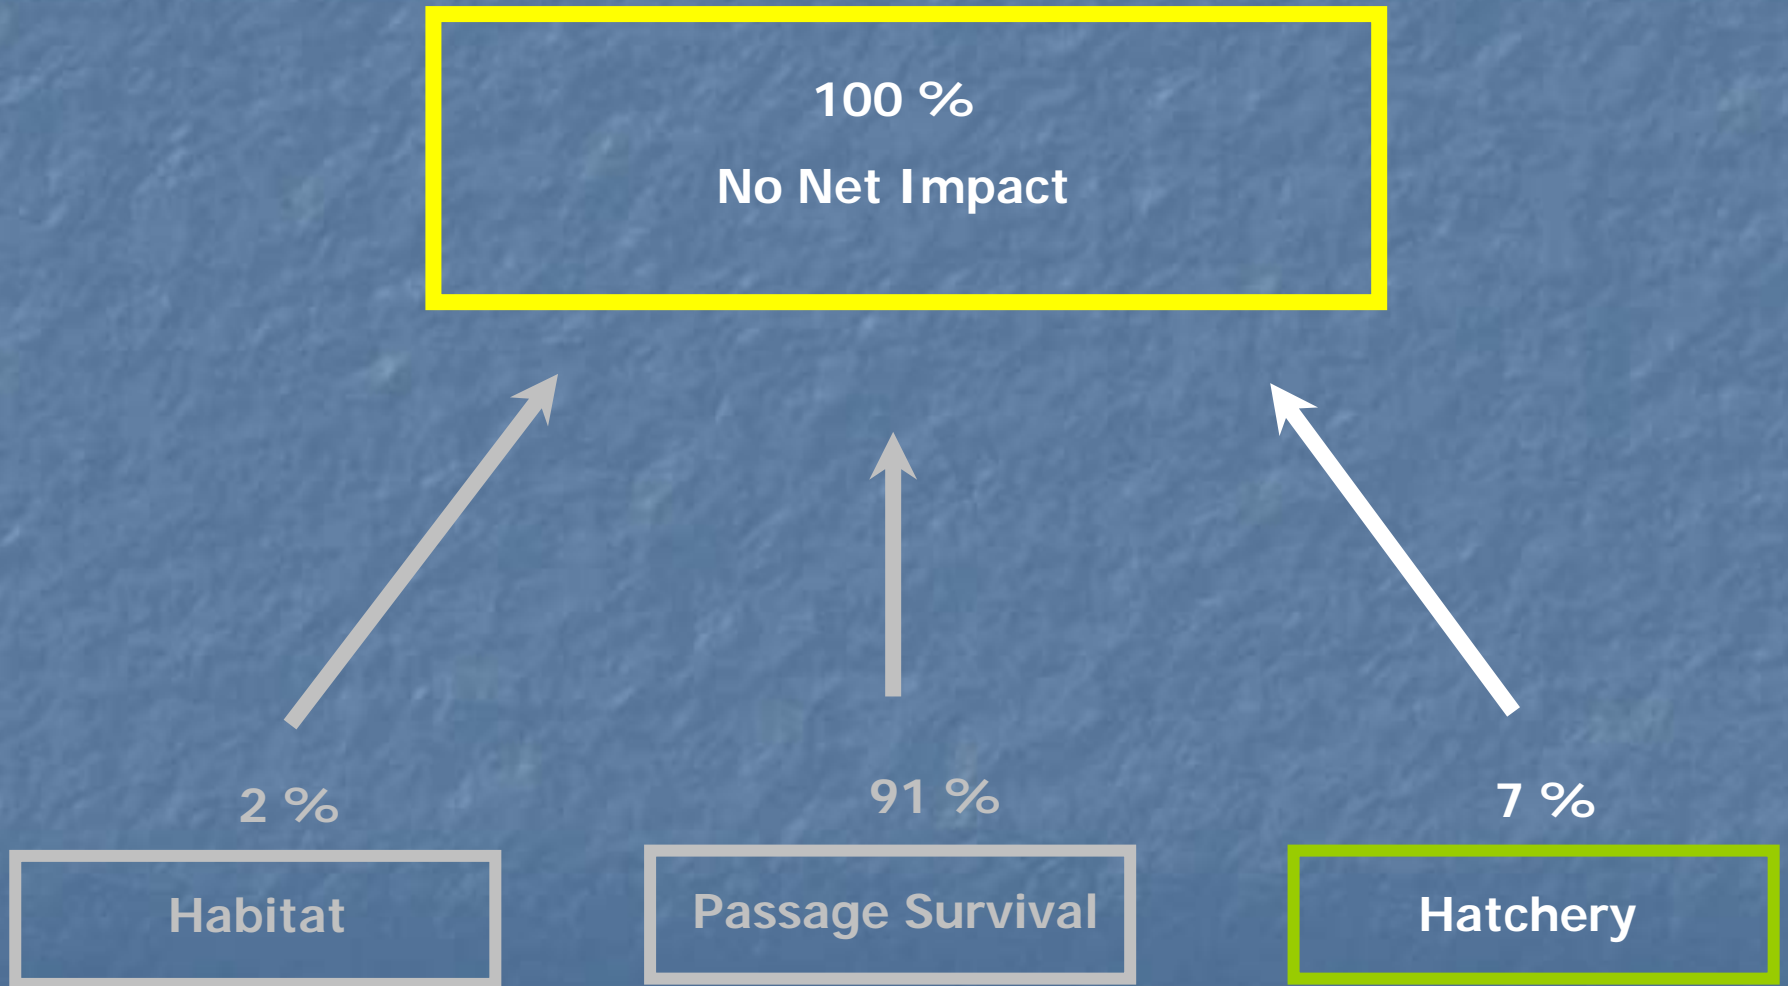 100 %
No Net Impact
2 %
91 %
7 %
Habitat
Passage Survival
Hatchery